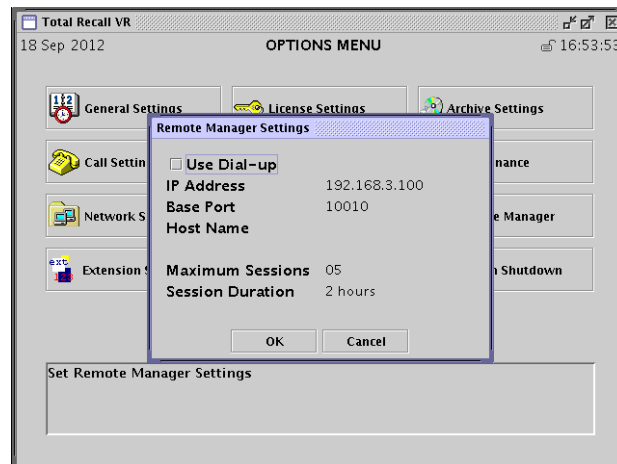 Total Recall VR
18 Sep 2012 OPTIONS MENU 16:53:53
General Settings License Settings Archive Settings
Remote Manager Settings
Call Settin nance
Use Dial-up
IP Address 192.168.3.100
Base Port 10010
Network S e Manager
Host Name
Extension S n Shutdown
Maximum Sessions 05
Session Duration 2 hours
OK Cancel
Set Remote Manager Settings